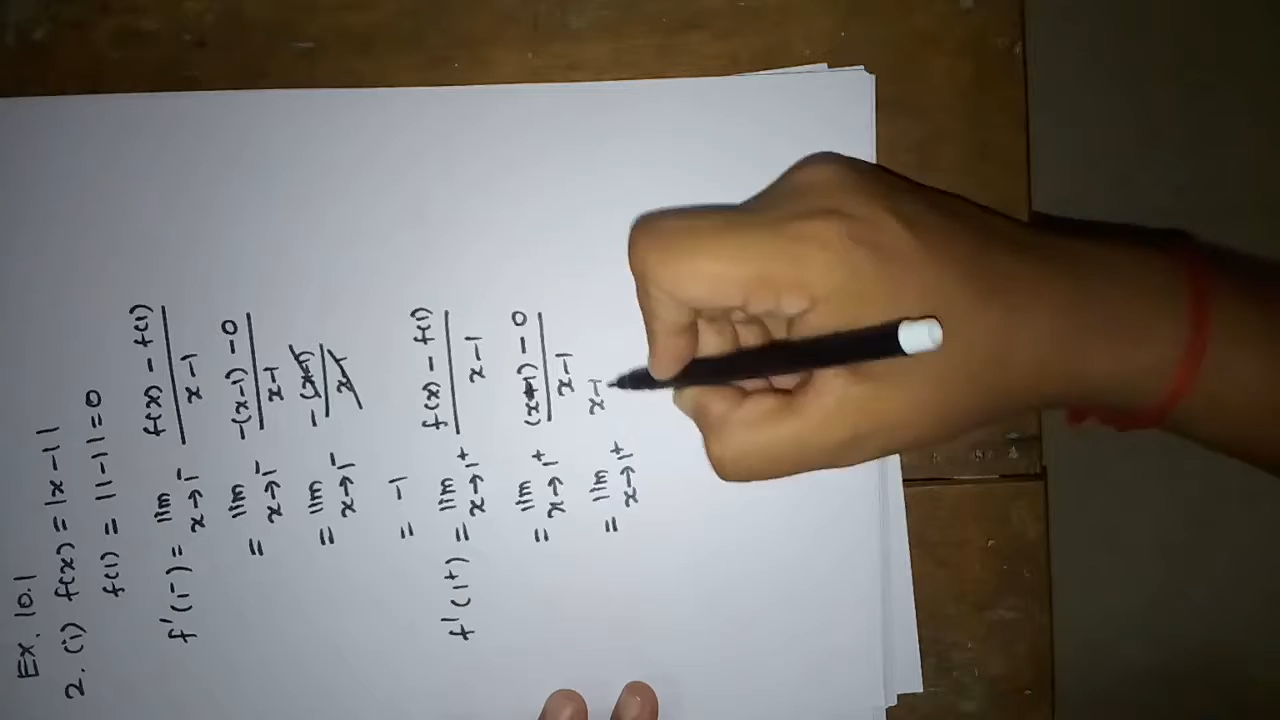 Ex. 10.1
2. (i) f(x) = |x-1|
f(1) = |1-1| = 0
f'(1⁻) = lim x→1⁻ f(x) - f(1) / x-1
= lim x→1⁻ -(x-1) - 0 / x-1
= lim x→1⁻ -(x-1) / x-1
= -1
f'(1⁺) = lim x→1⁺ f(x) - f(1) / x-1
= lim x→1⁺ (x-1) - 0 / x-1
= lim x→1⁺ x-1